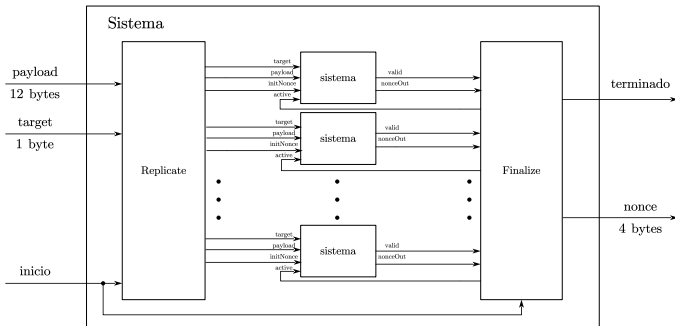 Sistema
payload
12 bytes
target
1 byte
inicio
Replicate
target
payload
initNonce
active
sistema
valid
nonceOut
target
payload
initNonce
active
sistema
valid
nonceOut
target
payload
initNonce
active
sistema
valid
nonceOut
Finalize
terminado
nonce
4 bytes